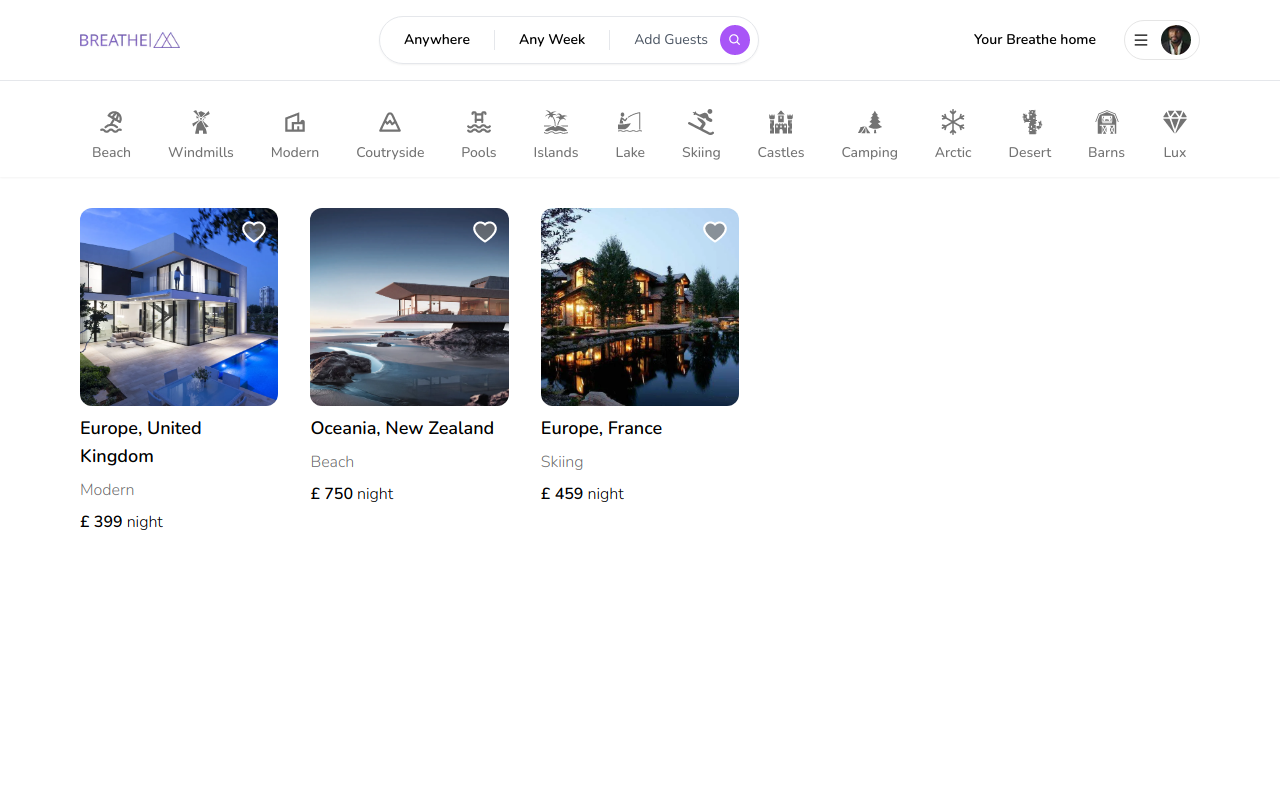 BREATHE
Anywhere
Any Week
Add Guests
Your Breathe home
Beach
Windmills
Modern
Coutryside
Pools
Islands
Lake
Skiing
Castles
Camping
Arctic
Desert
Barns
Lux
Europe, United
Kingdom
Modern
£ 399 night
Oceania, New Zealand
Beach
£ 750 night
Europe, France
Skiing
£ 459 night